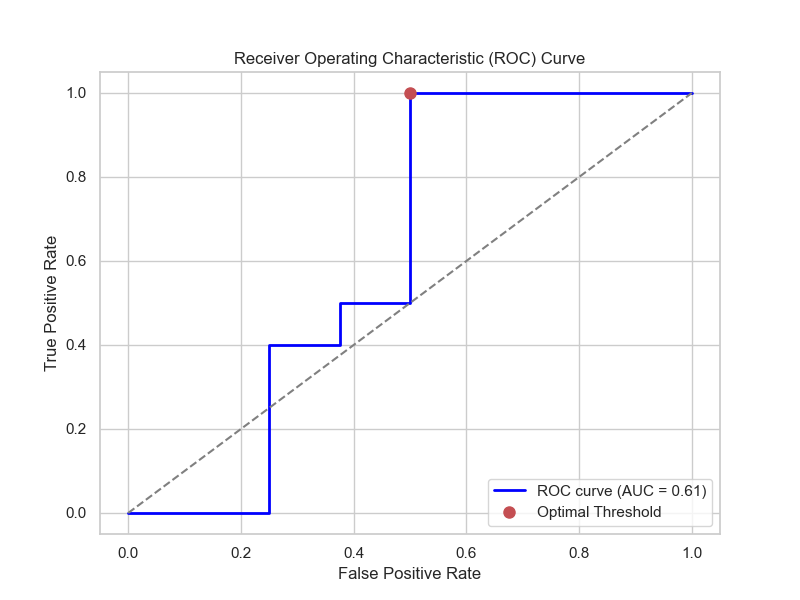 Receiver Operating Characteristic (ROC) Curve
True Positive Rate
1.0
0.8
0.6
0.4
0.2
0.0
0.0 0.2 0.4 0.6 0.8 1.0
False Positive Rate
ROC curve (AUC = 0.61)
Optimal Threshold